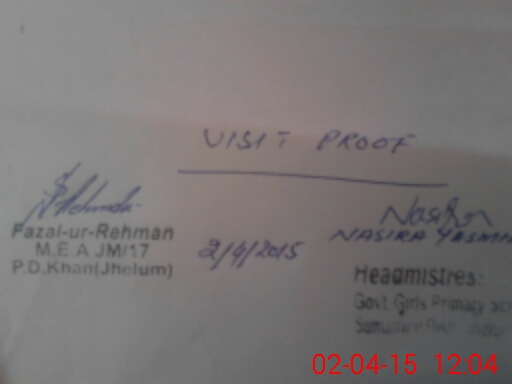 VISIT PROOF
Fazal-ur-Rehman
M.E.A JM/17
P.D.Khan(Jhelum)
2/4/2015
NASIRA YASMIN
Headmistres
Govt Girls Primary
02-04-15 12:04